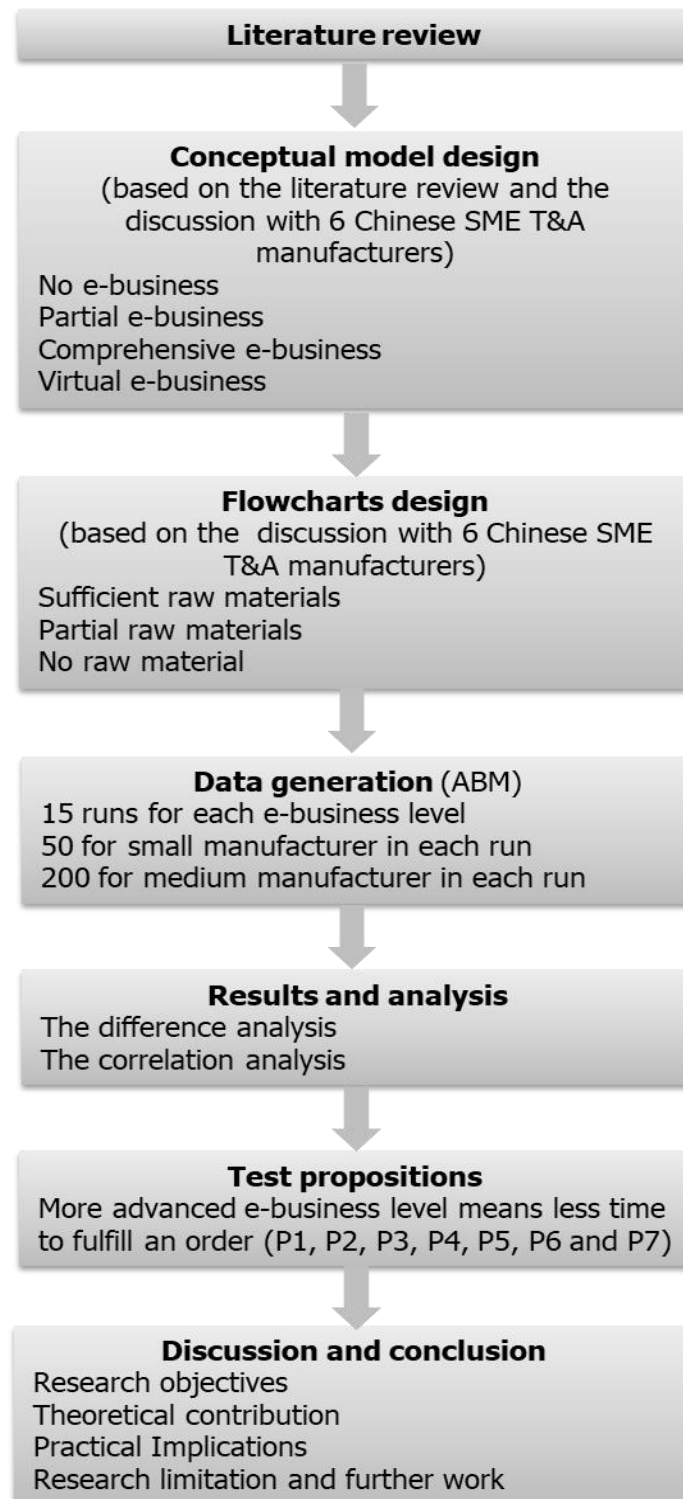 Literature review
Conceptual model design
(based on the literature review and the
discussion with 6 Chinese SME T&A
manufacturers)
No e-business
Partial e-business
Comprehensive e-business
Virtual e-business
Flowcharts design
(based on the discussion with 6 Chinese SME
T&A manufacturers)
Sufficient raw materials
Partial raw materials
No raw material
Data generation (ABM)
15 runs for each e-business level
50 for small manufacturer in each run
200 for medium manufacturer in each run
Results and analysis
The difference analysis
The correlation analysis
Test propositions
More advanced e-business level means less time
to fulfill an order (P1, P2, P3, P4, P5, P6 and P7)
Discussion and conclusion
Research objectives
Theoretical contribution
Practical Implications
Research limitation and further work